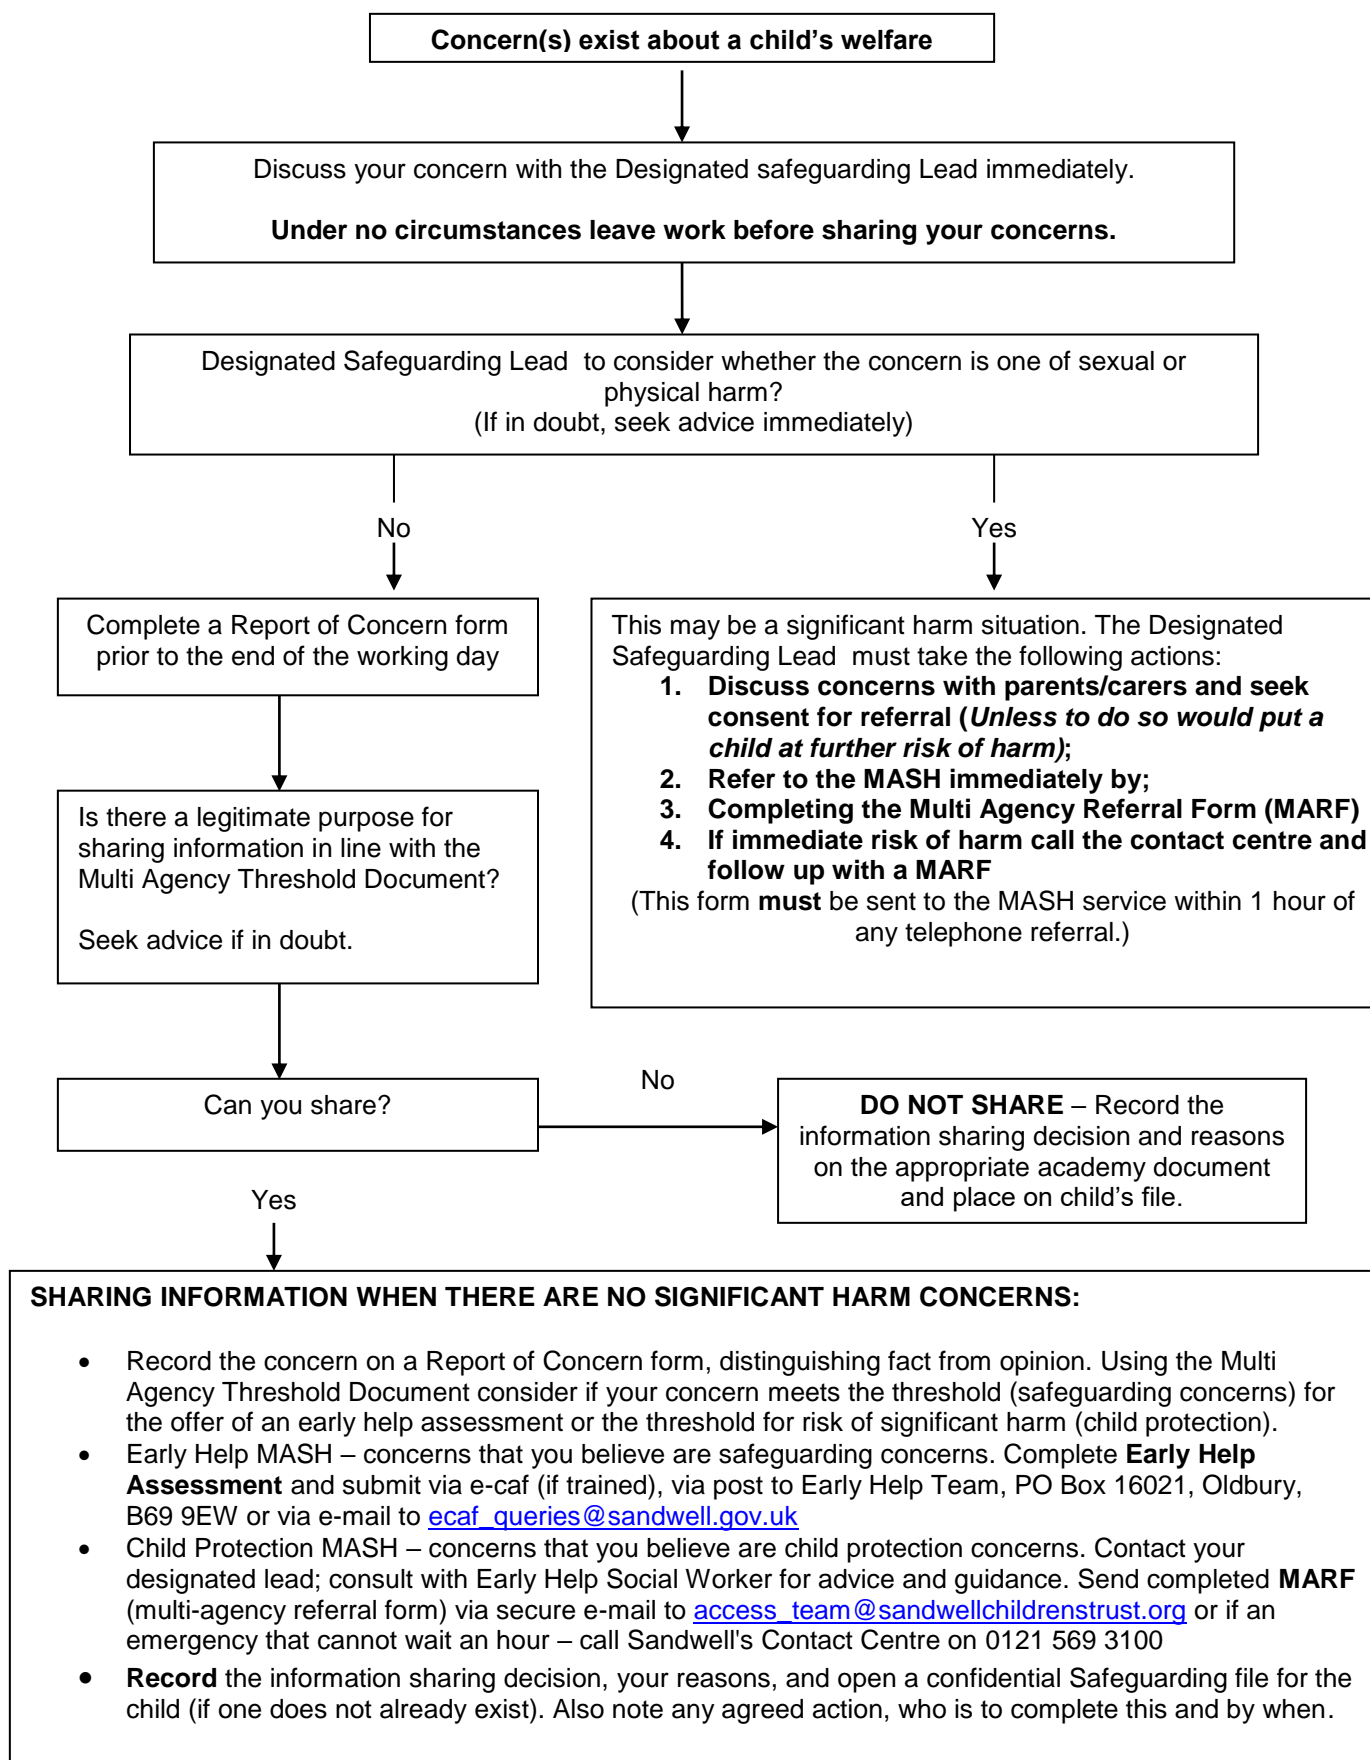 Concern(s) exist about a child's welfare
Discuss your concern with the Designated safeguarding Lead immediately.
Under no circumstances leave work before sharing your concerns.
Designated Safeguarding Lead to consider whether the concern is one of sexual or
physical harm?
(If in doubt, seek advice immediately)
No
Yes
Complete a Report of Concern form
prior to the end of the working day
This may be a significant harm situation. The Designated
Safeguarding Lead must take the following actions:
1. Discuss concerns with parents/carers and seek
consent for referral (Unless to do so would put a
child at further risk of harm);
2. Refer to the MASH immediately by;
3. Completing the Multi Agency Referral Form (MARF)
4. If immediate risk of harm call the contact centre and
follow up with a MARF
(This form must be sent to the MASH service within 1 hour of
any telephone referral.)
Is there a legitimate purpose for
sharing information in line with the
Multi Agency Threshold Document?
Seek advice if in doubt.
Can you share?
No
DO NOT SHARE – Record the
information sharing decision and reasons
on the appropriate academy document
and place on child's file.
Yes
SHARING INFORMATION WHEN THERE ARE NO SIGNIFICANT HARM CONCERNS:
• Record the concern on a Report of Concern form, distinguishing fact from opinion. Using the Multi
Agency Threshold Document consider if your concern meets the threshold (safeguarding concerns) for
the offer of an early help assessment or the threshold for risk of significant harm (child protection).
• Early Help MASH – concerns that you believe are safeguarding concerns. Complete Early Help
Assessment and submit via e-caf (if trained), via post to Early Help Team, PO Box 16021, Oldbury,
B69 9EW or via e-mail to ecaf_queries@sandwell.gov.uk
• Child Protection MASH – concerns that you believe are child protection concerns. Contact your
designated lead; consult with Early Help Social Worker for advice and guidance. Send completed MARF
(multi-agency referral form) via secure e-mail to access_team@sandwellchildrenstrust.org or if an
emergency that cannot wait an hour – call Sandwell's Contact Centre on 0121 569 3100
• Record the information sharing decision, your reasons, and open a confidential Safeguarding file for the
child (if one does not already exist). Also note any agreed action, who is to complete this and by when.